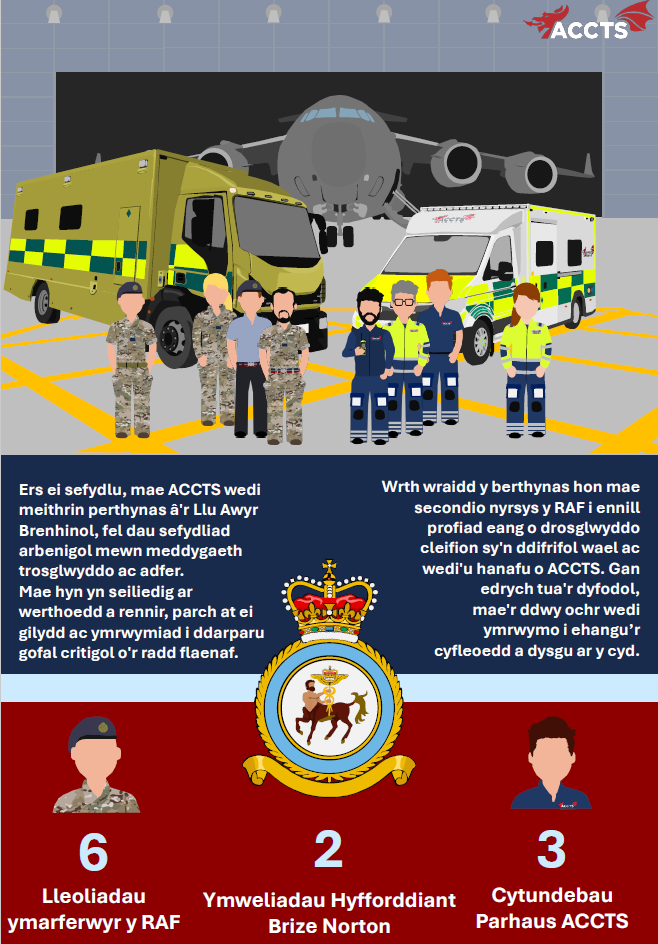 ACCTS
Ers ei sefydlu, mae ACCTS wedi
meithrin perthynas â'r Llu Awyr
Brenhinol, fel dau sefydliad
arbenigol mewn meddygaeth
trosglwyddo ac adfer.
Mae hyn yn seiliedig ar
werthoedd a rennir, parch at ei
gilydd ac ymrwymiad i ddarparu
gofal critigol o'r radd flaenaf.
Wrth wraidd y berthynas hon mae
secondio nyrsys y RAF i ennill
profiad eang o drosglwyddo
cleifion sy'n ddifrifol wael ac
wedi'u hanafu o ACCTS. Gan
edrych tua'r dyfodol,
mae'r ddwy ochr wedi
ymrwymo i ehangu’r
cyfleoedd a dysgu ar y cyd.
ACCTS
6
Lleoliadau
ymarferwyr y RAF
2
Ymweliadau Hyfforddiant
Brize Norton
3
Cytundebau
Parhaus ACCTS